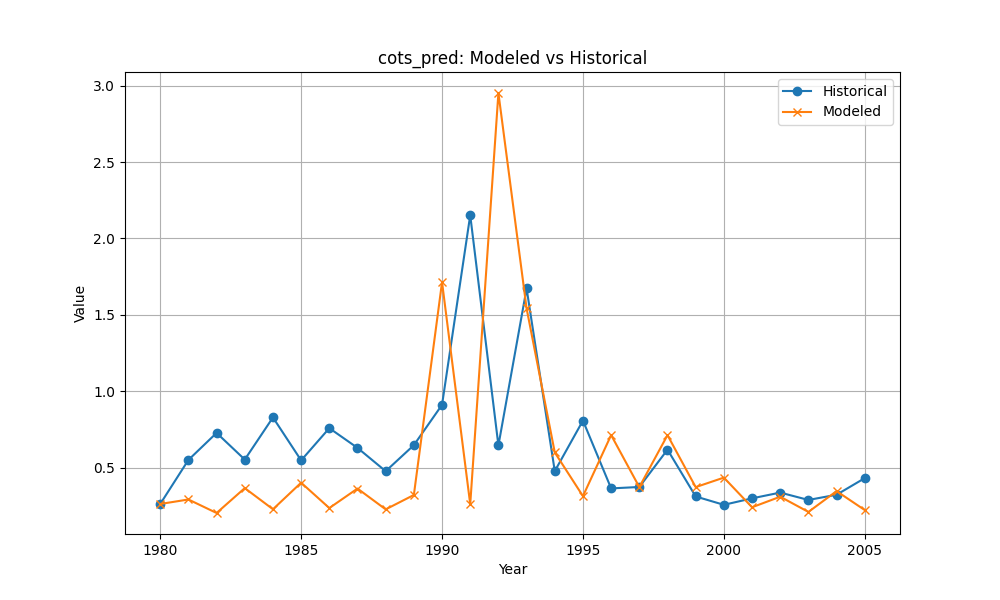 cots_pred: Modeled vs Historical
Historical
Modeled
Value
3.0
2.5
2.0
1.5
1.0
0.5
1980
1985
1990
1995
2000
2005
Year